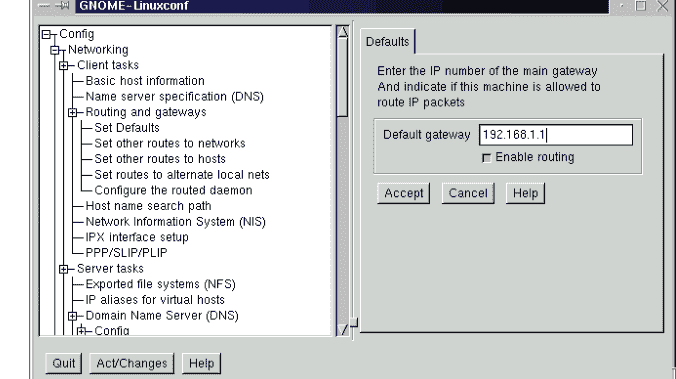 GNOME-Linuxconf
Config
Networking
Client tasks
Basic host information
Name server specification (DNS)
Routing and gateways
Set Defaults
Set other routes to networks
Set other routes to hosts
Set routes to alternate local nets
Configure the routed daemon
Host name search path
Network Information System (NIS)
IPX interface setup
PPP/SLIP/PLIP
Server tasks
Exported file systems (NFS)
IP aliases for virtual hosts
Domain Name Server (DNS)
Config
Defaults
Enter the IP number of the main gateway
And indicate if this machine is allowed to
route IP packets
Default gateway 192.168.1.1
Enable routing
Accept Cancel Help
Quit Act/Changes Help